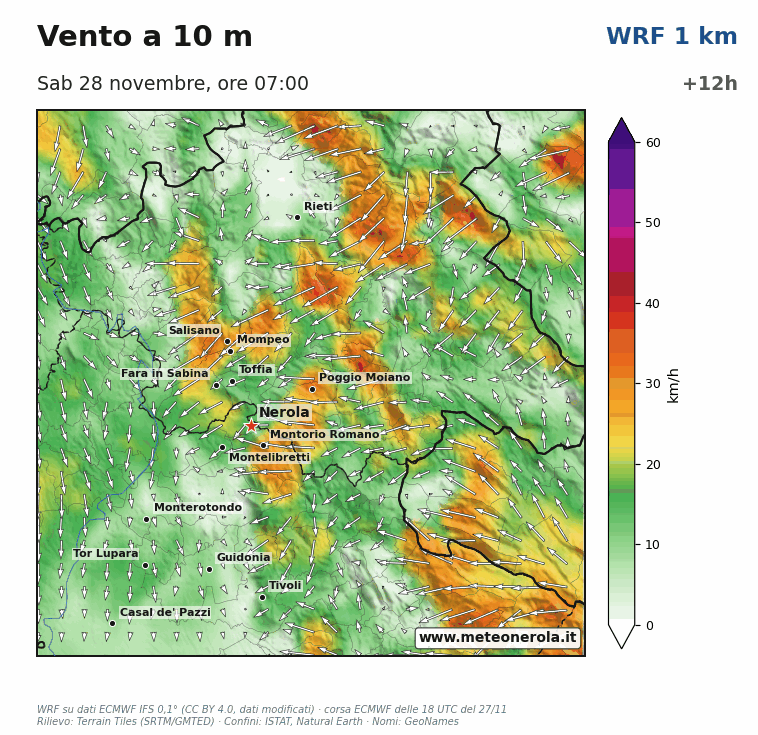 Vento a 10 m
WRF 1 km
Sab 28 novembre, ore 07:00
+12h
Rieti
Salisano
Mompeo
Fara in Sabina
Toffia
Poggio Moiano
Nerola
Montorio Romano
Montelibretti
Monterotondo
Tor Lupara
Guidonia
Tivoli
Casal de' Pazzi
www.meteonerola.it
60
50
40
30
20
10
0
km/h
WRF su dati ECMWF IFS 0,1° (CC BY 4.0, dati modificati) · corsa ECMWF delle 18 UTC del 27/11
Rilievo: Terrain Tiles (SRTM/GMTED) · Confini: ISTAT, Natural Earth · Nomi: GeoNames